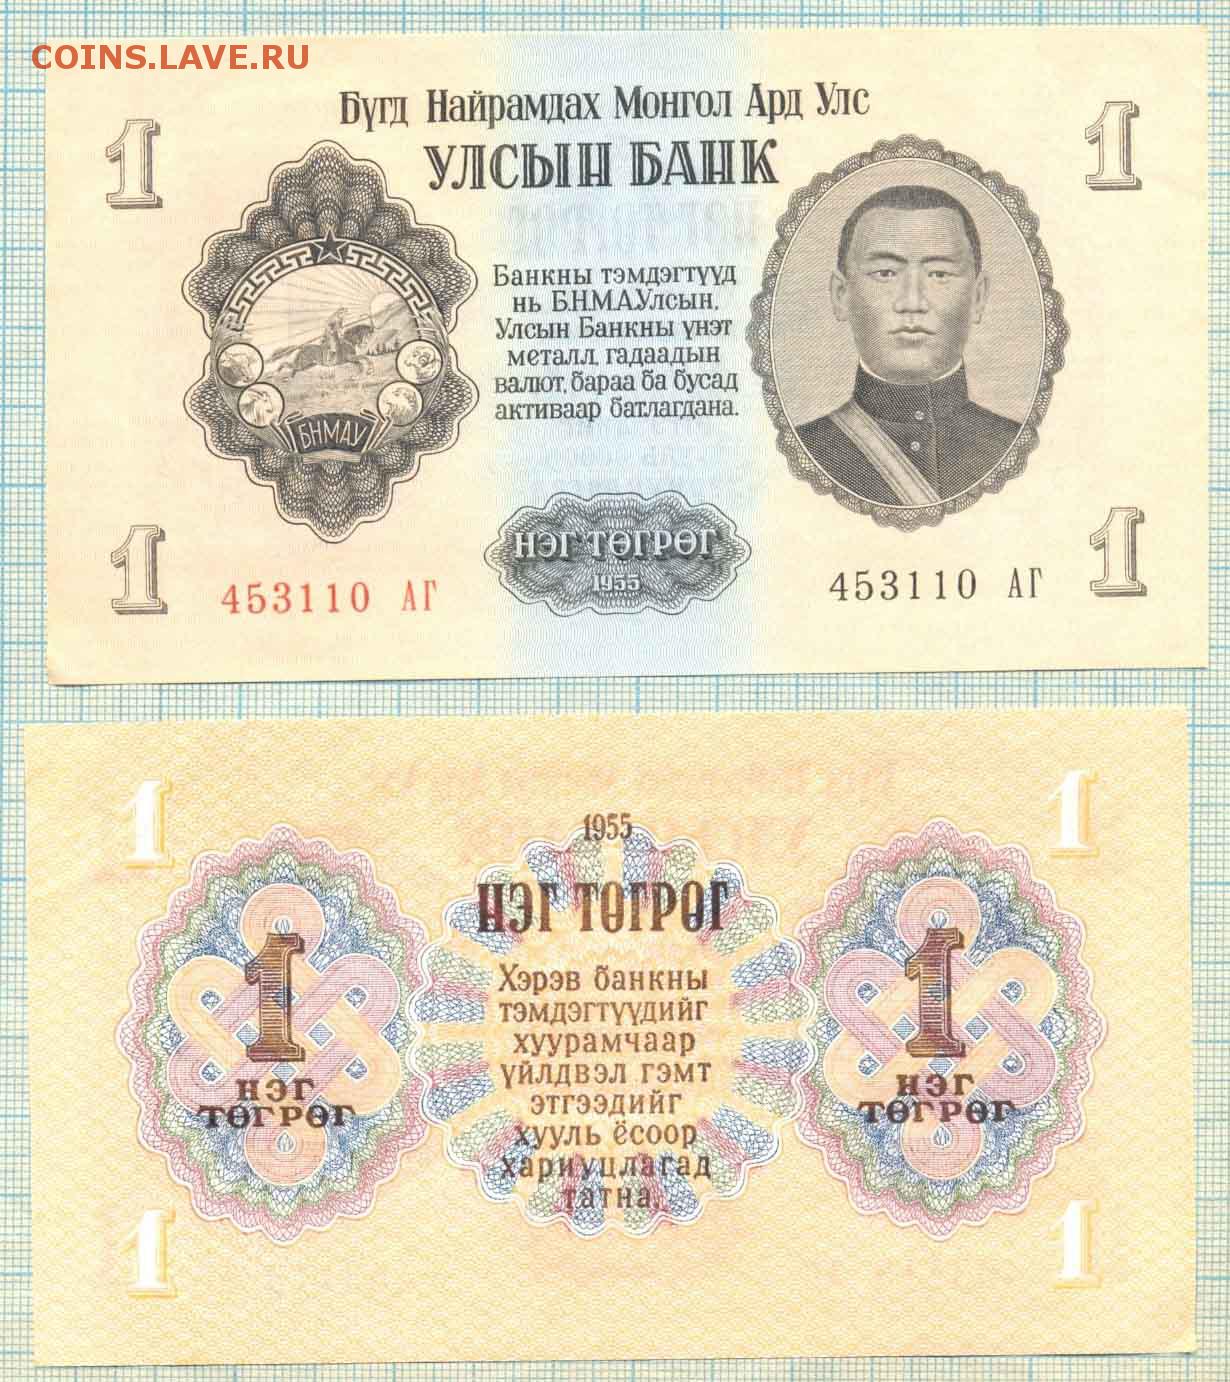 COINS.LAVE.RU
Бүгд Найрамдах Монгол Ард Улс
УЛСЫН БАНК
1
1
Банкны тэмдэгтүүд
нь Б.Н.М.А.Улсын.
Улсын Банкны үнэт
металл, гадаадын
валют, бараа ба бусад
активаар батлагдана.
БНМАУ
НЭГ ТӨГРӨГ
1955
1
453110 АГ
453110 АГ
1
1
1
1955
НЭГ ТӨГРӨГ
1
НЭГ
ТӨГРӨГ
Хэрэв банкны
тэмдэгтүүдийг
хуурамчаар
үйлдвэл гэмт
этгээдийг
хууль ёсоор
хариуцлагад
татна.
1
НЭГ
ТӨГРӨГ
1
1